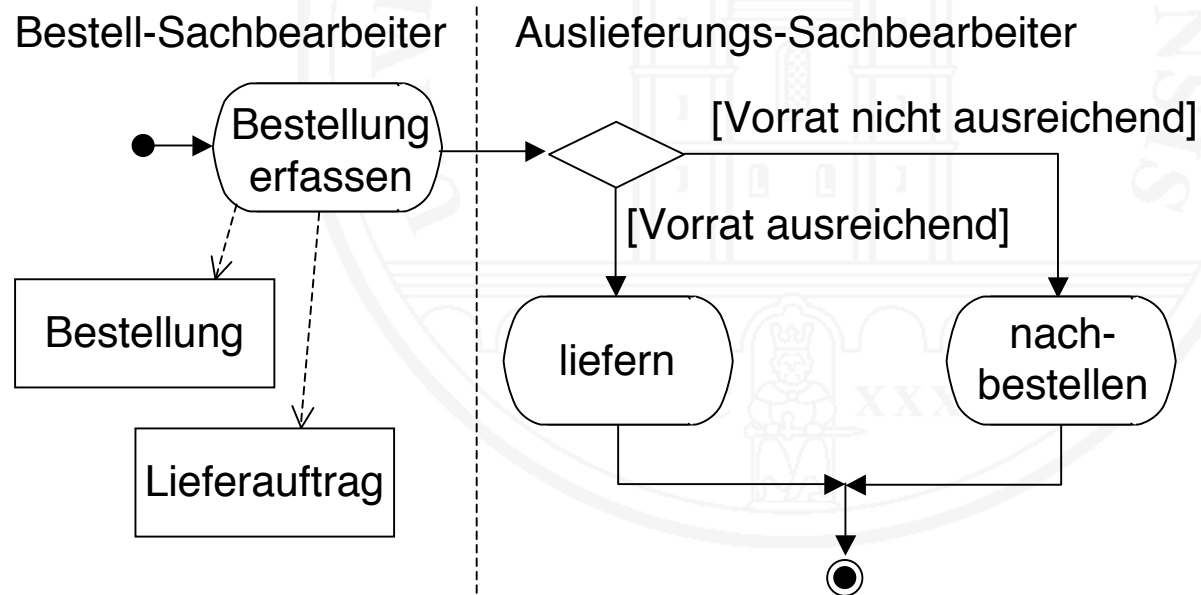 Bestell-Sachbearbeiter
Auslieferungs-Sachbearbeiter
Bestellung
erfassen
[Vorrat nicht ausreichend]
[Vorrat ausreichend]
Bestellung
liefern
nach-
bestellen
Lieferauftrag